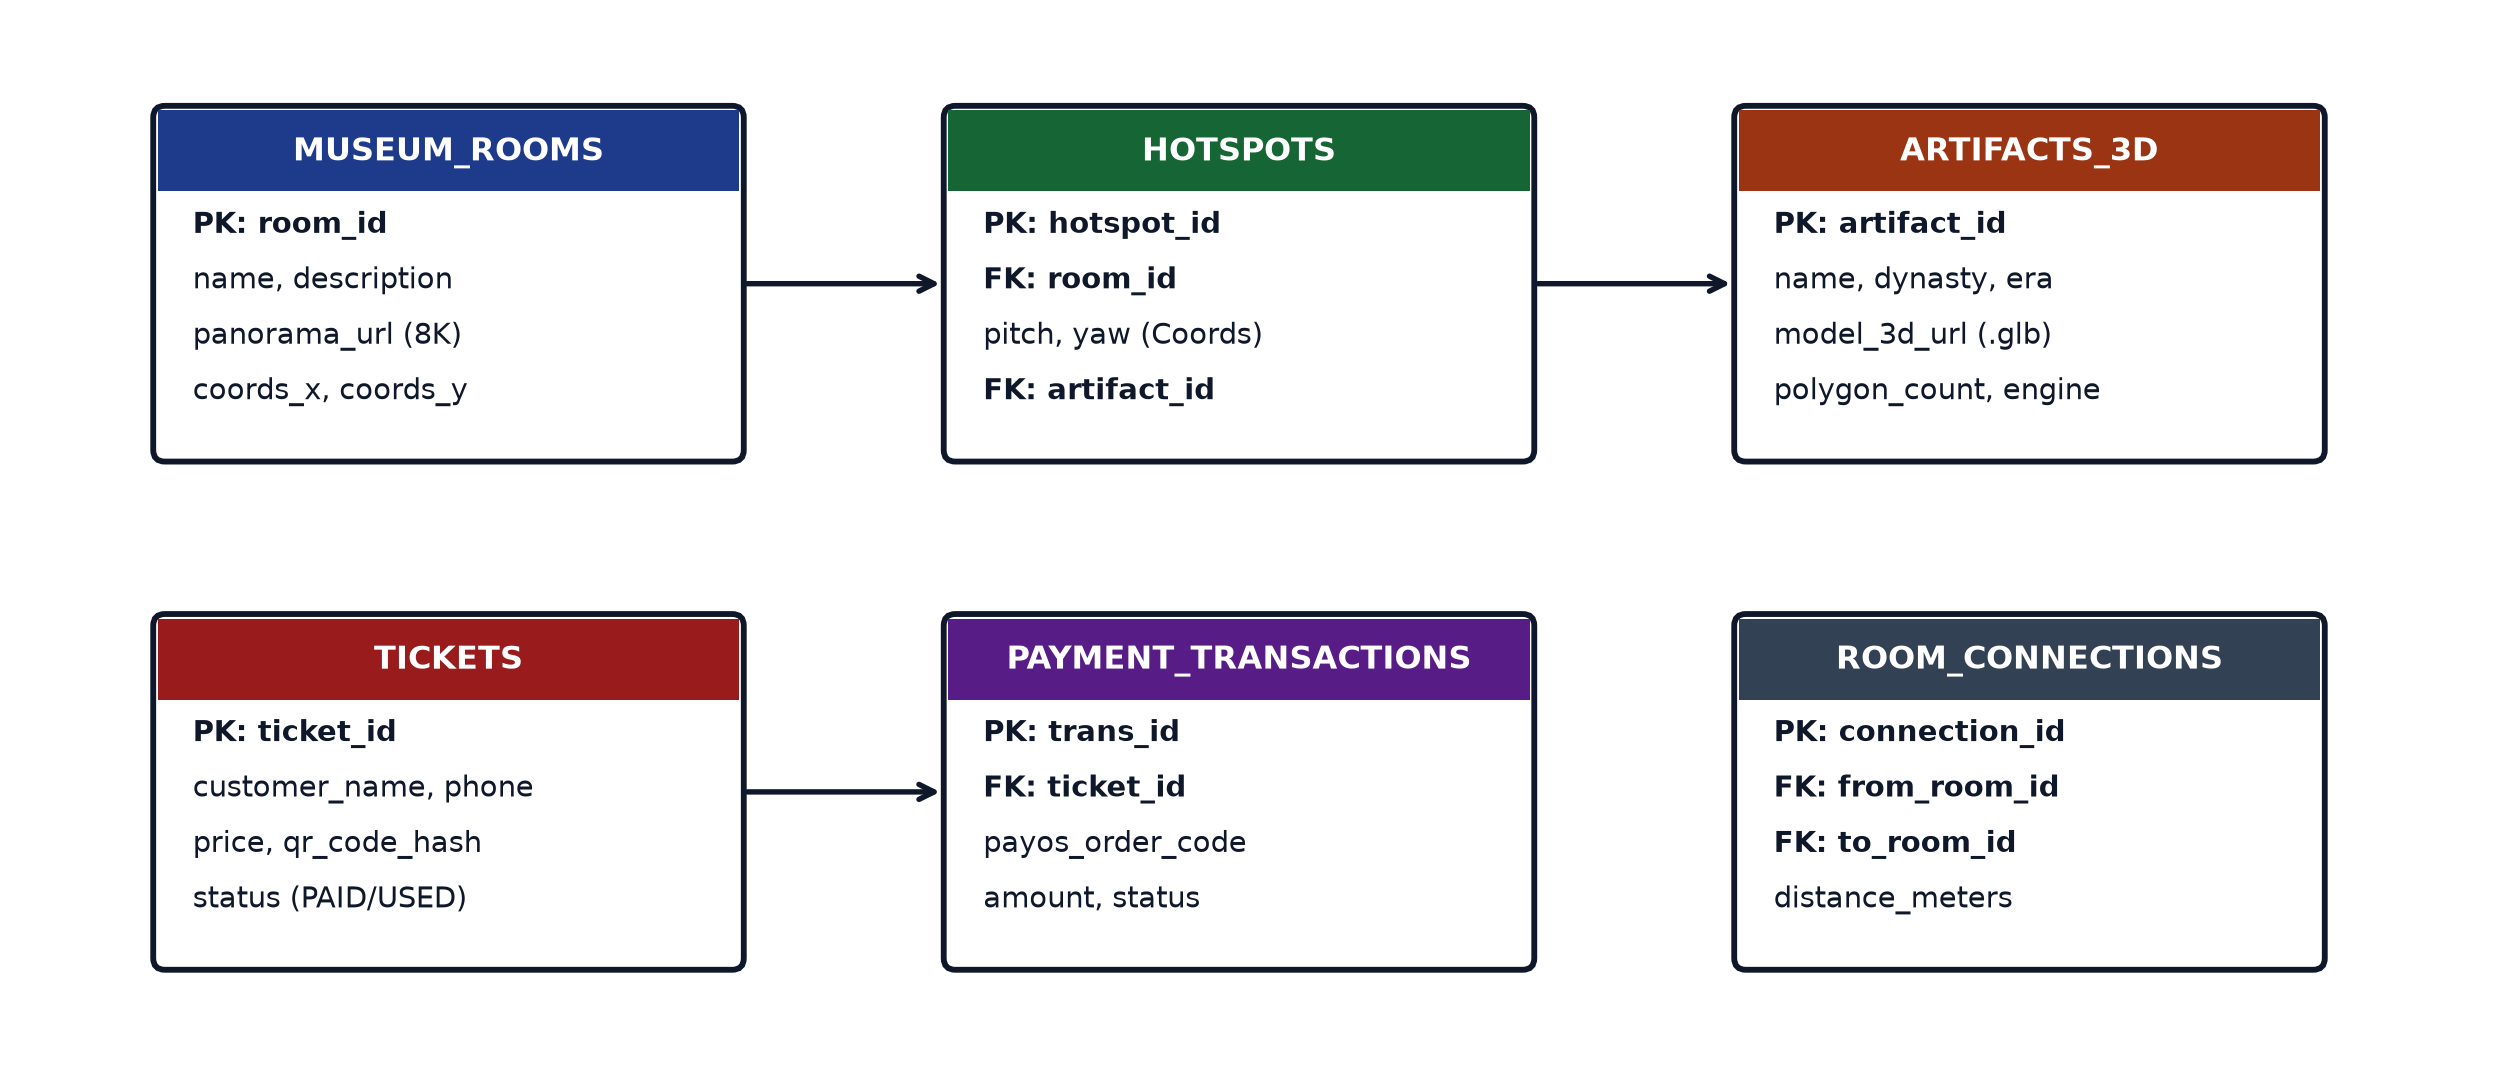 MUSEUM_ROOMS
PK: room_id
name, description
panorama_url (8K)
coords_x, coords_y
HOTSPOTS
PK: hotspot_id
FK: room_id
pitch, yaw (Coords)
FK: artifact_id
ARTIFACTS_3D
PK: artifact_id
name, dynasty, era
model_3d_url (.glb)
polygon_count, engine
TICKETS
PK: ticket_id
customer_name, phone
price, qr_code_hash
status (PAID/USED)
PAYMENT_TRANSACTIONS
PK: trans_id
FK: ticket_id
payos_order_code
amount, status
ROOM_CONNECTIONS
PK: connection_id
FK: from_room_id
FK: to_room_id
distance_meters